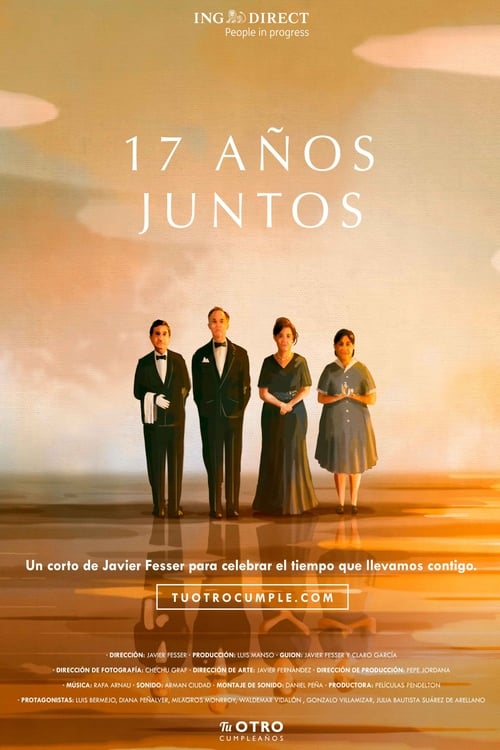 ING DIRECT
People in progress
17 AÑOS
JUNTOS
Un corto de Javier Fesser para celebrar el tiempo que llevamos contigo.
TUOTROCUMPLE.COM
· DIRECCIÓN: JAVIER FESSER · PRODUCCIÓN: LUIS MANSO · GUION: JAVIER FESSER Y CLARO GARCÍA
· DIRECCIÓN DE FOTOGRAFÍA: CHECHU GRAF · DIRECCIÓN DE ARTE: JAVIER FERNÁNDEZ · DIRECCIÓN DE PRODUCCIÓN: PEPE JORDANA
· MÚSICA: RAFA ARNAU · SONIDO: ARMAN CIUDAD · MONTAJE DE SONIDO: DANIEL PEÑA · PRODUCTORA: PELÍCULAS PENDELTON
· PROTAGONISTAS: LUIS BERMEJO, DIANA PEÑALVER, MILAGROS MONRROY, WALDEMAR VIDALÓN , GONZALO VILLAMIZAR, JULIA BAUTISTA SUÁREZ DE ARELLANO
Tu OTRO
CUMPLEAÑOS